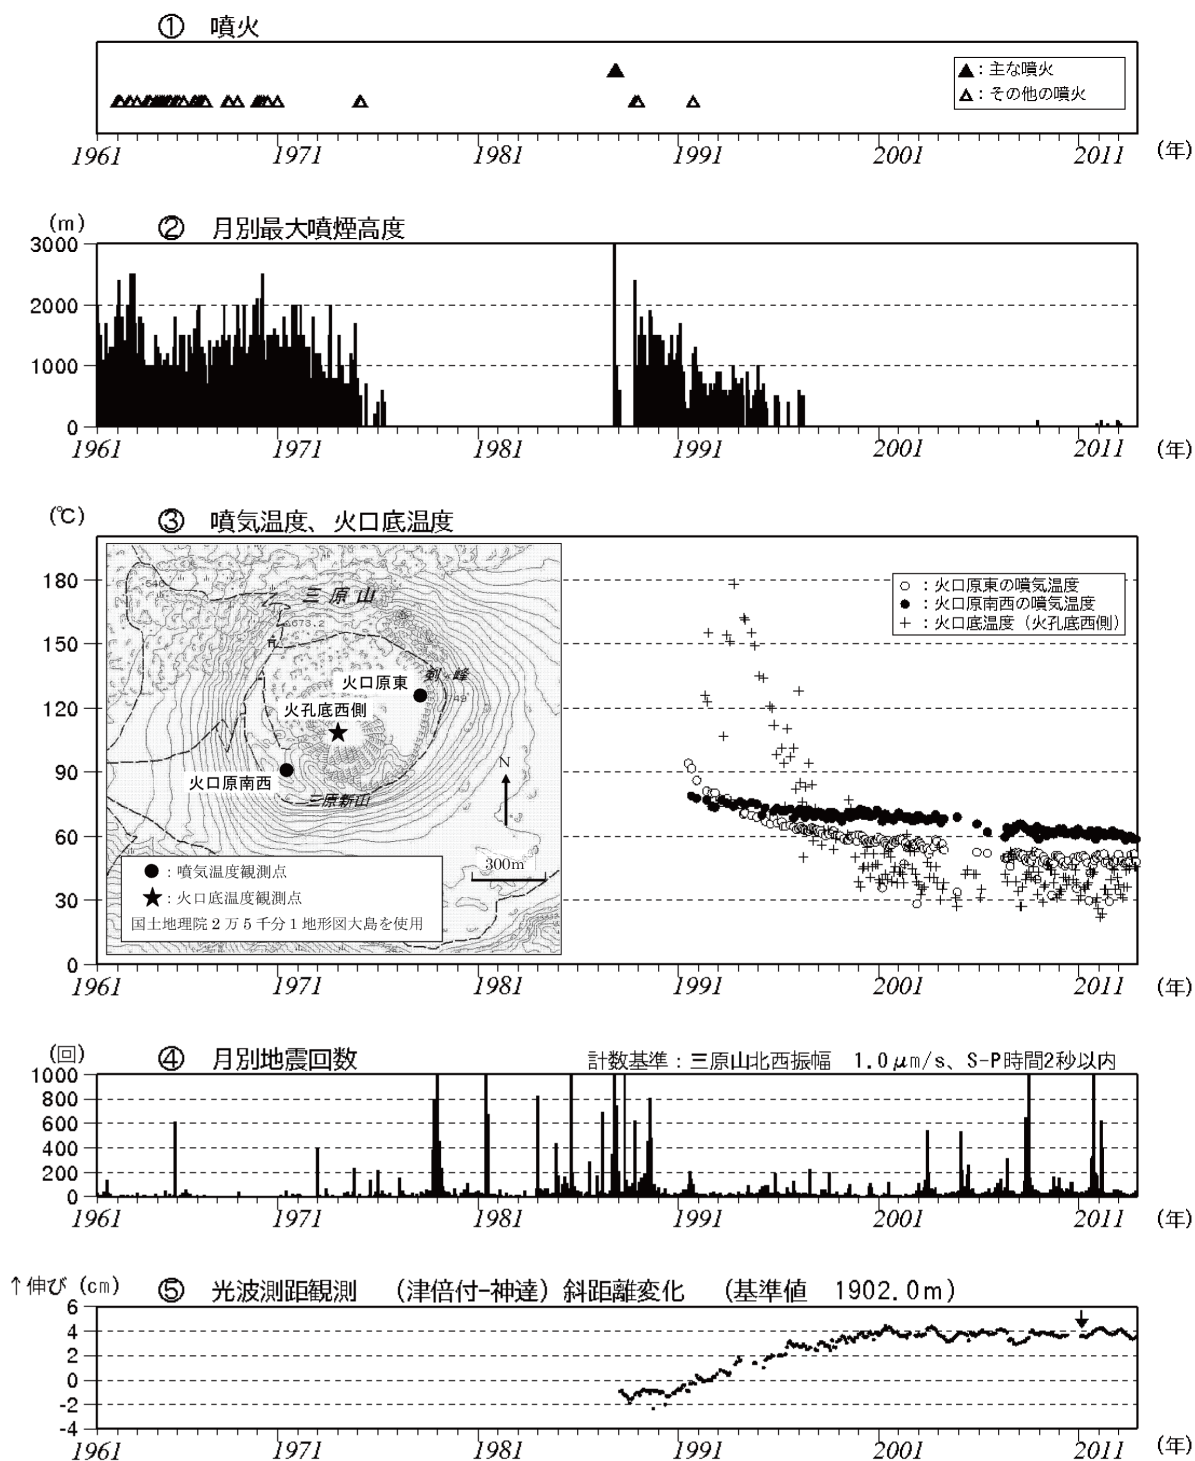 ① 噴火
▲：主な噴火
△：その他の噴火
1961 1971 1981 1991 2001 2011 (年)
(m) ② 月別最大噴煙高度
3000
2000
1000
0
1961 1971 1981 1991 2001 2011 (年)
(℃) ③ 噴気温度、火口底温度
180
150
120
90
60
30
0
○：火口原東の噴気温度
●：火口原南西の噴気温度
＋：火口底温度（火孔底西側）
三原山
673.2
剣ヶ峰
749
火口原東
火孔底西側
火口原南西
三原新山
N
300m
●：噴気温度観測点
★：火口底温度観測点
国土地理院２万５千分１地形図大島を使用
1961 1971 1981 1991 2001 2011 (年)
(回) ④ 月別地震回数 計数基準：三原山北西振幅 1.0μm/s、S-P時間2秒以内
1000
800
600
400
200
0
1961 1971 1981 1991 2001 2011 (年)
↑伸び (cm) ⑤ 光波測距観測 （津倍付-神達）斜距離変化 （基準値 1902.0m）
6
4
2
0
-2
-4
1961 1971 1981 1991 2001 2011 (年)